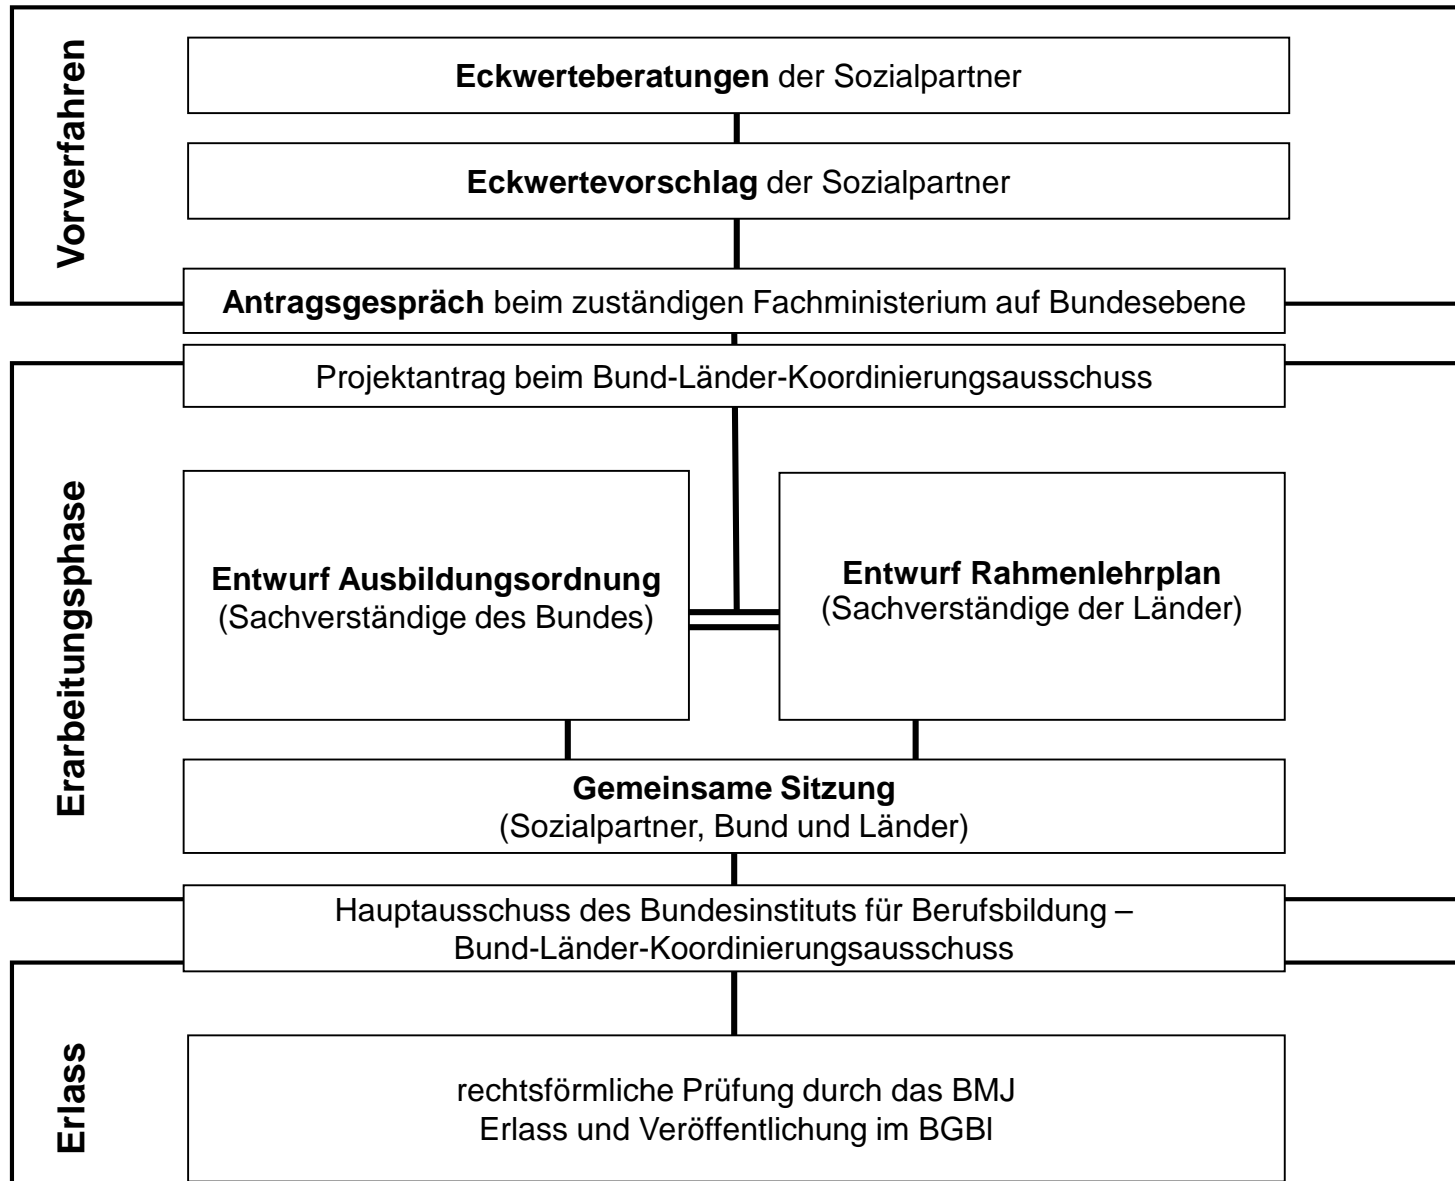 Vorverfahren
Eckwerteberatungen der Sozialpartner
Eckwertevorschlag der Sozialpartner
Antragsgespräch beim zuständigen Fachministerium auf Bundesebene
Erarbeitungsphase
Projektantrag beim Bund-Länder-Koordinierungsausschuss
Entwurf Ausbildungsordnung
(Sachverständige des Bundes)
Entwurf Rahmenlehrplan
(Sachverständige der Länder)
Gemeinsame Sitzung
(Sozialpartner, Bund und Länder)
Hauptausschuss des Bundesinstituts für Berufsbildung –
Bund-Länder-Koordinierungsausschuss
Erlass
rechtsförmliche Prüfung durch das BMJ
Erlass und Veröffentlichung im BGBl